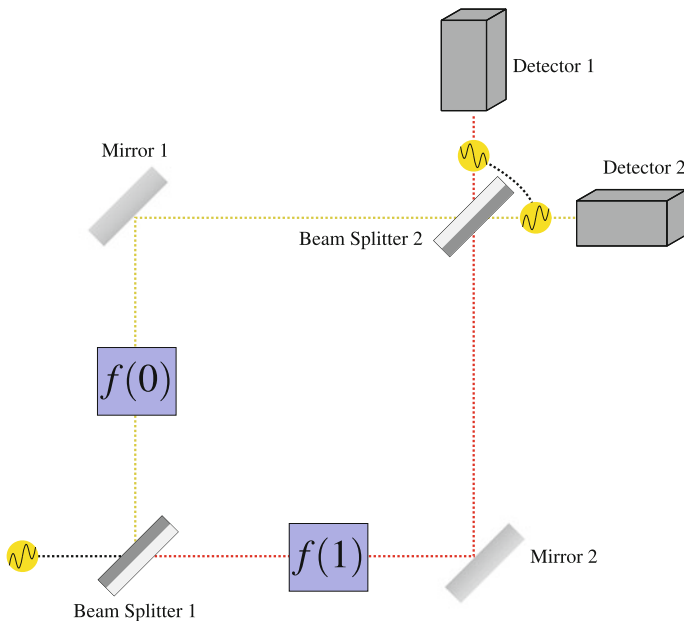 Detector 1
Mirror 1
Detector 2
Beam Splitter 2
f(0)
f(1)
Mirror 2
Beam Splitter 1